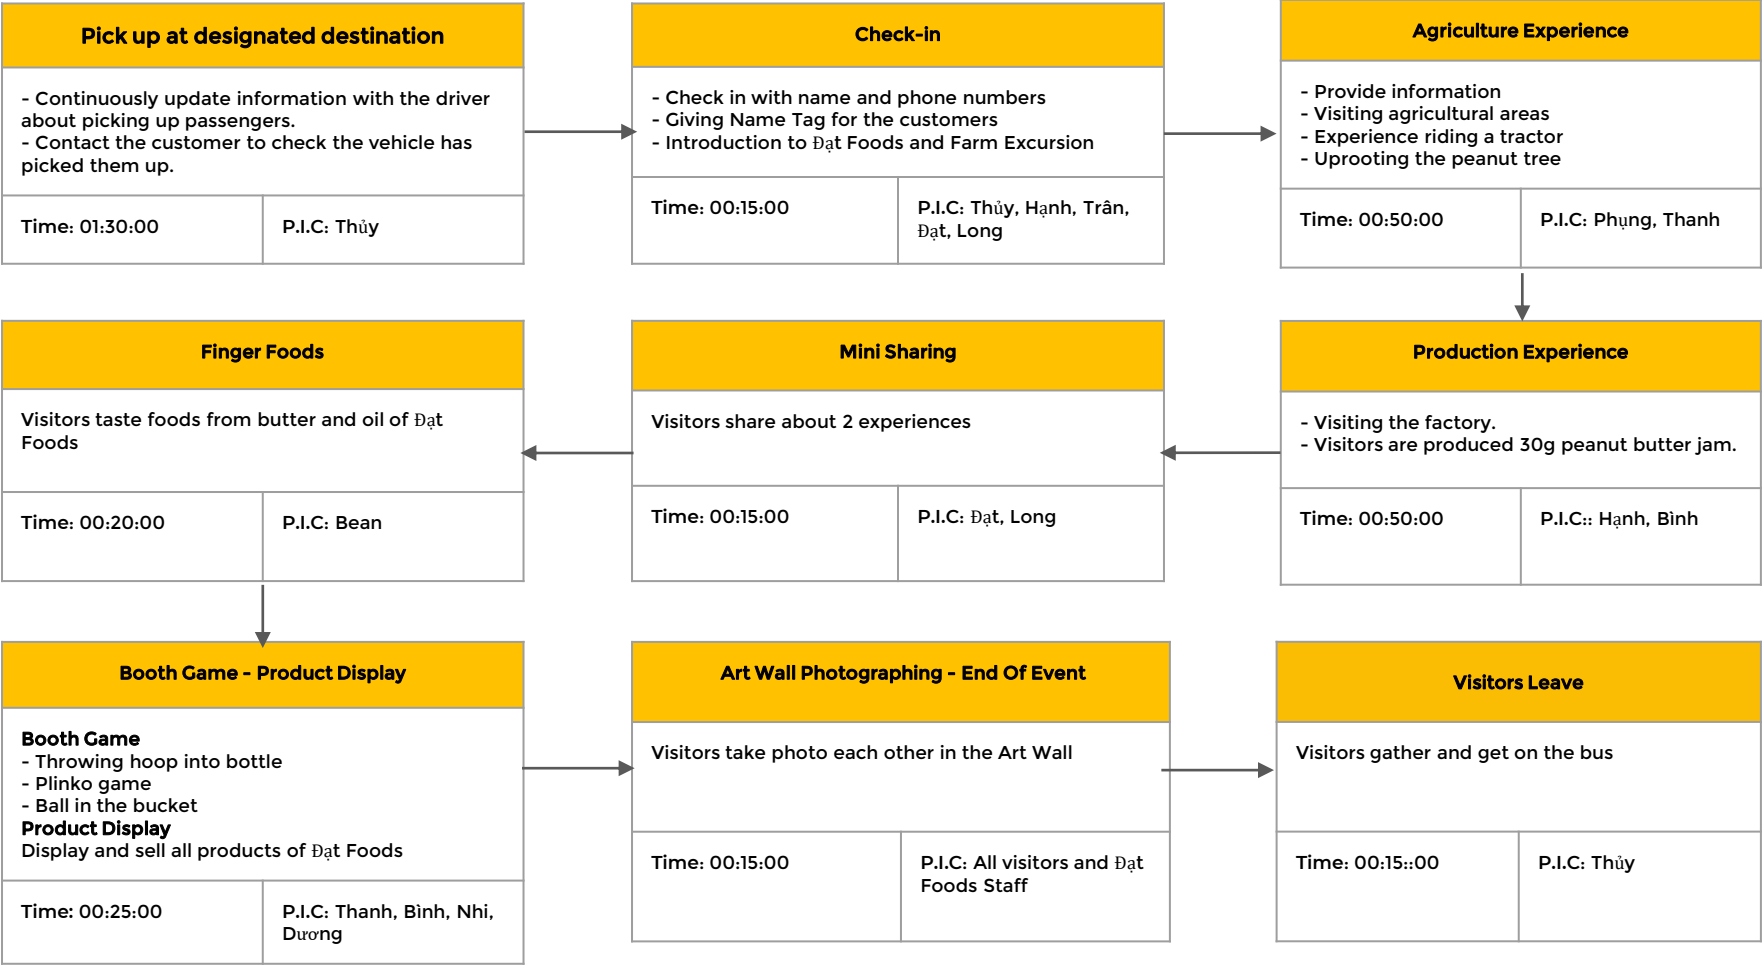 Pick up at designated destination
- Continuously update information with the driver
about picking up passengers.
- Contact the customer to check the vehicle has
picked them up.
Time: 01:30:00
P.I.C: Thủy
Check-in
- Check in with name and phone numbers
- Giving Name Tag for the customers
- Introduction to Đạt Foods and Farm Excursion
Time: 00:15:00
P.I.C: Thủy, Hạnh, Trân,
Đạt, Long
Agriculture Experience
- Provide information
- Visiting agricultural areas
- Experience riding a tractor
- Uprooting the peanut tree
Time: 00:50:00
P.I.C: Phụng, Thanh
Production Experience
- Visiting the factory.
- Visitors are produced 30g peanut butter jam.
Time: 00:50:00
P.I.C:: Hạnh, Bình
Mini Sharing
Visitors share about 2 experiences
Time: 00:15:00
P.I.C: Đạt, Long
Finger Foods
Visitors taste foods from butter and oil of Đạt
Foods
Time: 00:20:00
P.I.C: Bean
Booth Game - Product Display
Booth Game
- Throwing hoop into bottle
- Plinko game
- Ball in the bucket
Product Display
Display and sell all products of Đạt Foods
Time: 00:25:00
P.I.C: Thanh, Bình, Nhi,
Dương
Art Wall Photographing - End Of Event
Visitors take photo each other in the Art Wall
Time: 00:15:00
P.I.C: All visitors and Đạt
Foods Staff
Visitors Leave
Visitors gather and get on the bus
Time: 00:15::00
P.I.C: Thủy